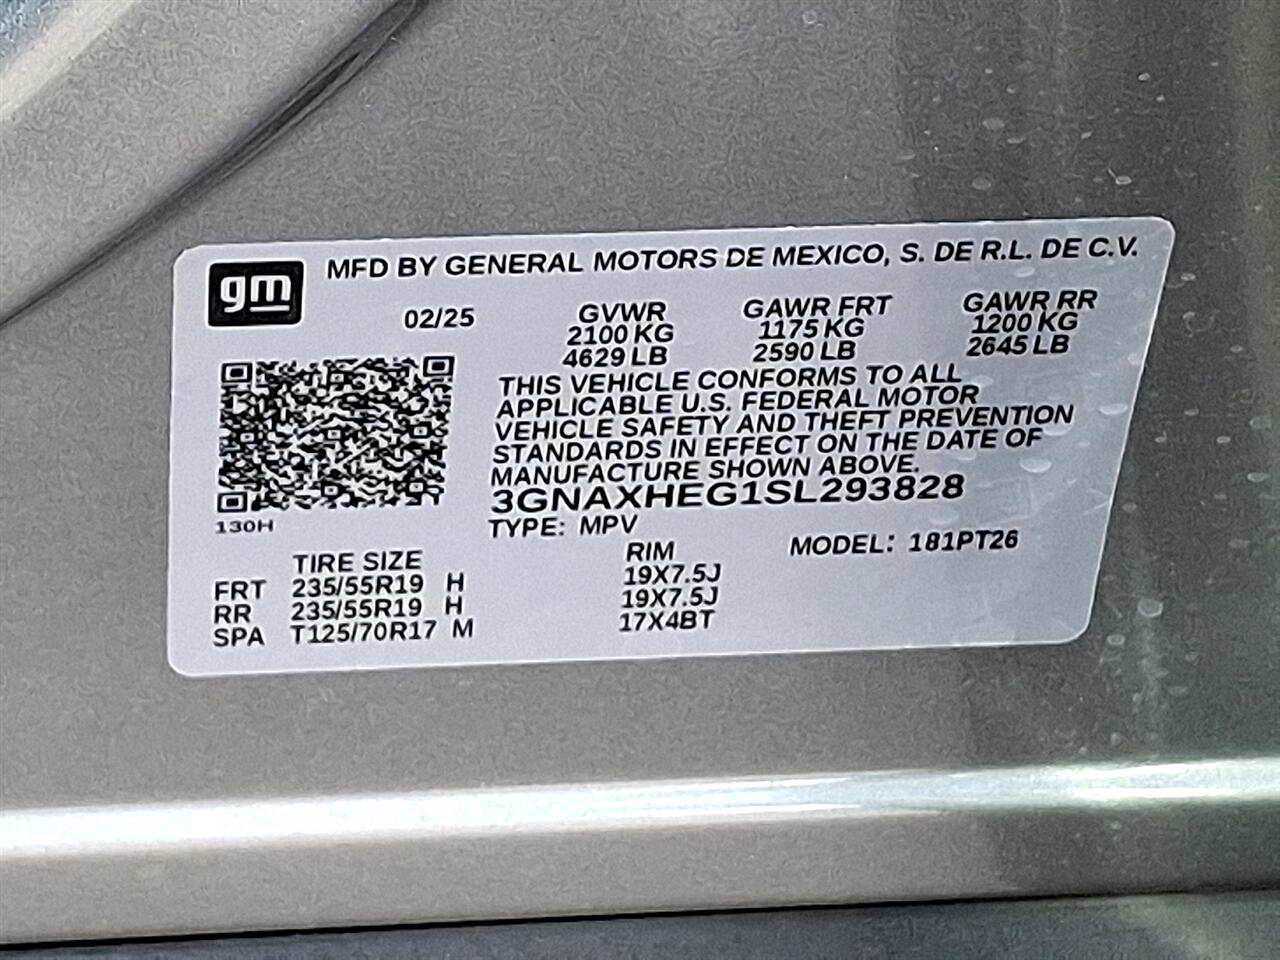 gm MFD BY GENERAL MOTORS DE MEXICO, S. DE R.L. DE C.V.
02/25 GVWR GAWR FRT GAWR RR
2100 KG 1175 KG 1200 KG
4629 LB 2590 LB 2645 LB
THIS VEHICLE CONFORMS TO ALL
APPLICABLE U.S. FEDERAL MOTOR
VEHICLE SAFETY AND THEFT PREVENTION
STANDARDS IN EFFECT ON THE DATE OF
MANUFACTURE SHOWN ABOVE.
3GNAXHEG1SL293828
130H TYPE: MPV
TIRE SIZE RIM MODEL: 181PT26
FRT 235/55R19 H 19X7.5J
RR 235/55R19 H 19X7.5J
SPA T125/70R17 M 17X4BT